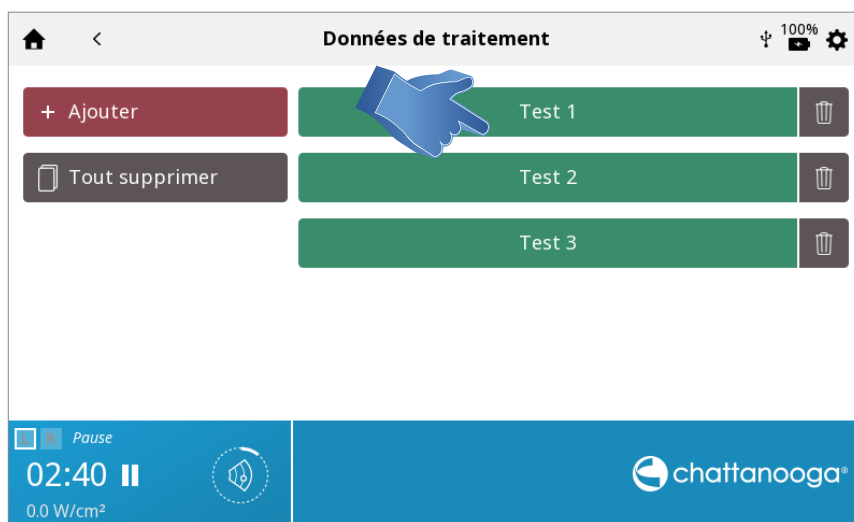 Données de traitement
100%
+ Ajouter
Test 1
Tout supprimer
Test 2
Test 3
L R Pause
02:40
0.0 W/cm²
chattanooga®